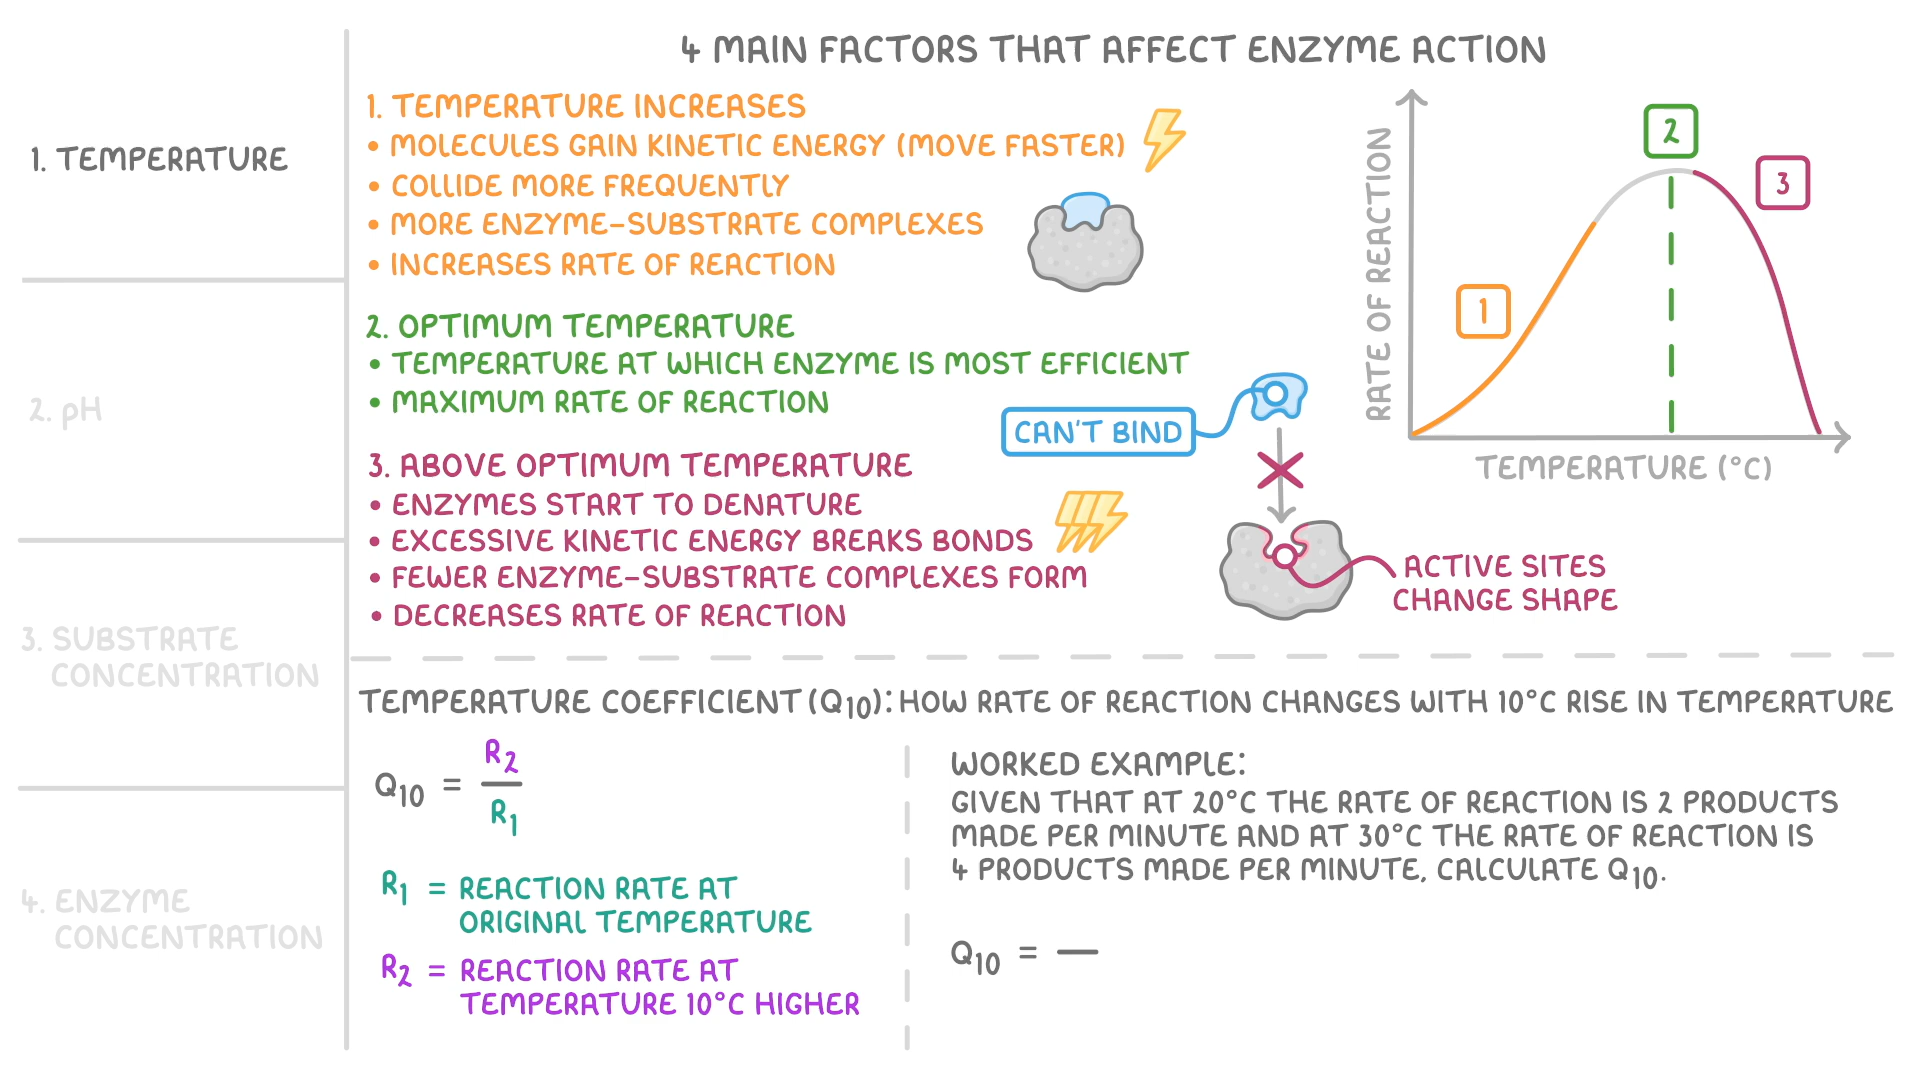 4 MAIN FACTORS THAT AFFECT ENZYME ACTION
1. TEMPERATURE
2. pH
3. SUBSTRATE
CONCENTRATION
4. ENZYME
CONCENTRATION
1. TEMPERATURE INCREASES
• MOLECULES GAIN KINETIC ENERGY (MOVE FASTER)
• COLLIDE MORE FREQUENTLY
• MORE ENZYME-SUBSTRATE COMPLEXES
• INCREASES RATE OF REACTION
2. OPTIMUM TEMPERATURE
• TEMPERATURE AT WHICH ENZYME IS MOST EFFICIENT
• MAXIMUM RATE OF REACTION
3. ABOVE OPTIMUM TEMPERATURE
• ENZYMES START TO DENATURE
• EXCESSIVE KINETIC ENERGY BREAKS BONDS
• FEWER ENZYME-SUBSTRATE COMPLEXES FORM
• DECREASES RATE OF REACTION
CAN'T BIND
ACTIVE SITES
CHANGE SHAPE
RATE OF REACTION
1
2
3
TEMPERATURE (°C)
TEMPERATURE COEFFICIENT (Q10): HOW RATE OF REACTION CHANGES WITH 10°C RISE IN TEMPERATURE
Q10 = R2
R1
R1 = REACTION RATE AT
ORIGINAL TEMPERATURE
R2 = REACTION RATE AT
TEMPERATURE 10°C HIGHER
WORKED EXAMPLE:
GIVEN THAT AT 20°C THE RATE OF REACTION IS 2 PRODUCTS
MADE PER MINUTE AND AT 30°C THE RATE OF REACTION IS
4 PRODUCTS MADE PER MINUTE, CALCULATE Q10.
Q10 = —